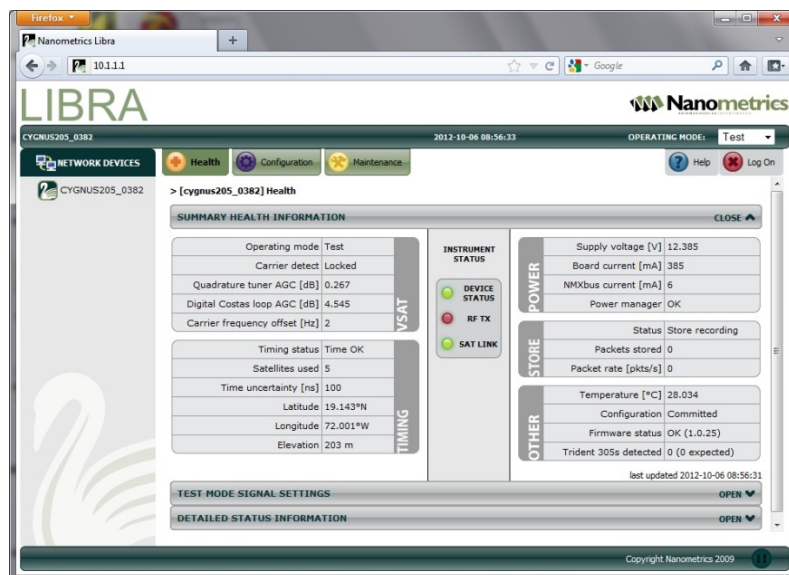 Firefox
Nanometrics Libra
+
10.1.1.1
Google
LIBRA
Nanometrics
CYGNUS205_0382
2012-10-06 08:56:33
OPERATING MODE: Test
NETWORK DEVICES
Health
Configuration
Maintenance
Help
Log On
CYGNUS205_0382
> [cygnus205_0382] Health
SUMMARY HEALTH INFORMATION
CLOSE
Operating mode Test
Carrier detect Locked
Quadrature tuner AGC [dB] 0.267
Digital Costas loop AGC [dB] 4.545
Carrier frequency offset [Hz] 2
VSAT
Timing status Time OK
Satellites used 5
Time uncertainty [ns] 100
Latitude 19.143°N
Longitude 72.001°W
Elevation 203 m
TIMING
INSTRUMENT
STATUS
DEVICE
STATUS
RF TX
SAT LINK
POWER
Supply voltage [V] 12.385
Board current [mA] 385
NMXbus current [mA] 6
Power manager OK
STORE
Status Store recording
Packets stored 0
Packet rate [pkts/s] 0
OTHER
Temperature [°C] 28.034
Configuration Committed
Firmware status OK (1.0.25)
Trident 305s detected 0 (0 expected)
last updated 2012-10-06 08:56:31
TEST MODE SIGNAL SETTINGS
OPEN
DETAILED STATUS INFORMATION
OPEN
Copyright Nanometrics 2009